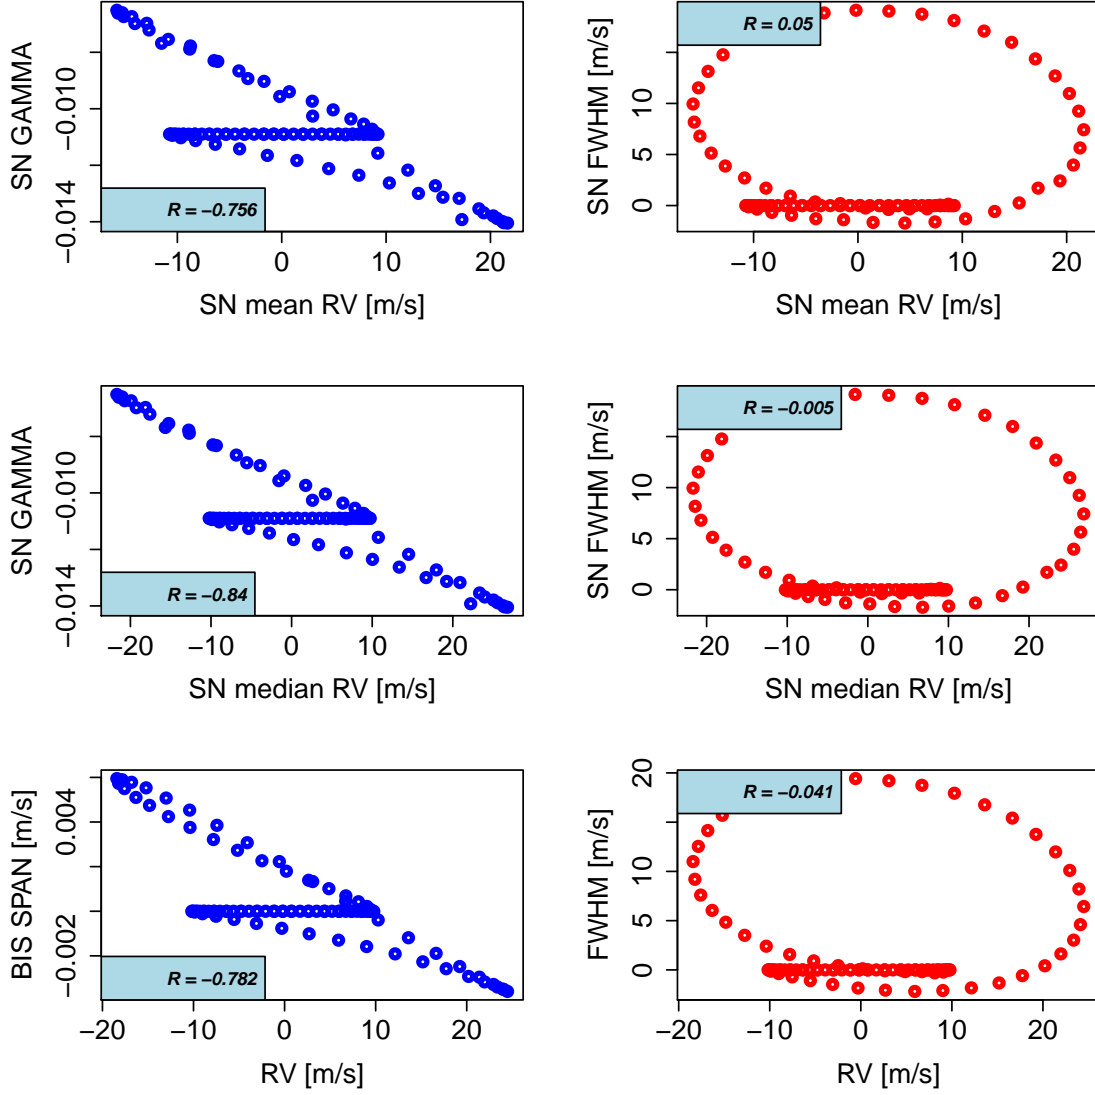 SN GAMMA
−0.014
−0.010
R = −0.756
−10
0
10
20
SN mean RV [m/s]
SN FWHM [m/s]
0
5
10
R = 0.05
−10
0
10
20
SN mean RV [m/s]
SN GAMMA
−0.014
−0.010
R = −0.84
−20
−10
0
10
20
SN median RV [m/s]
SN FWHM [m/s]
0
5
10
R = −0.005
−20
−10
0
10
20
SN median RV [m/s]
BIS SPAN [m/s]
−0.002
0.004
R = −0.782
−20
−10
0
10
20
RV [m/s]
FWHM [m/s]
0
5
10
20
R = −0.041
−20
−10
0
10
20
RV [m/s]